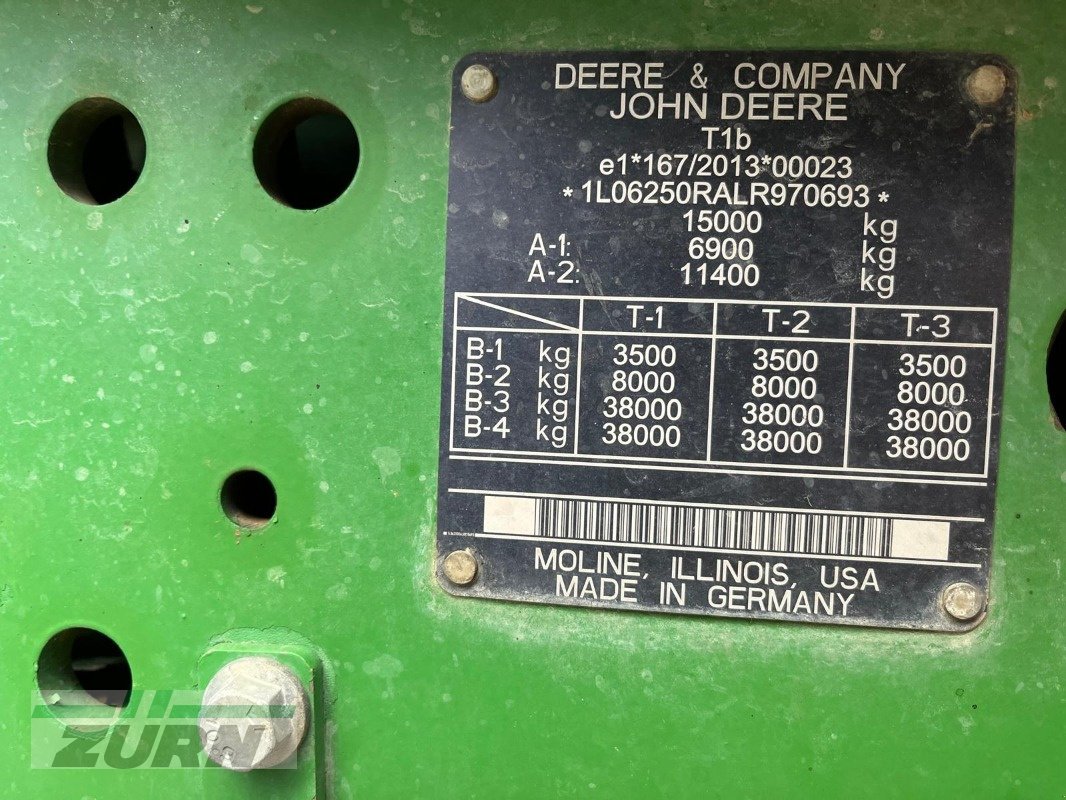 DEERE & COMPANY
JOHN DEERE
T1b
e1*167/2013*00023
*1L06250RALR970693*
15000 kg
A-1: 6900 kg
A-2: 11400 kg
T-1 T-2 T-3
B-1 kg 3500 3500 3500
B-2 kg 8000 8000 8000
B-3 kg 38000 38000 38000
B-4 kg 38000 38000 38000
MOLINE, ILLINOIS, USA
MADE IN GERMANY
ZÜRN